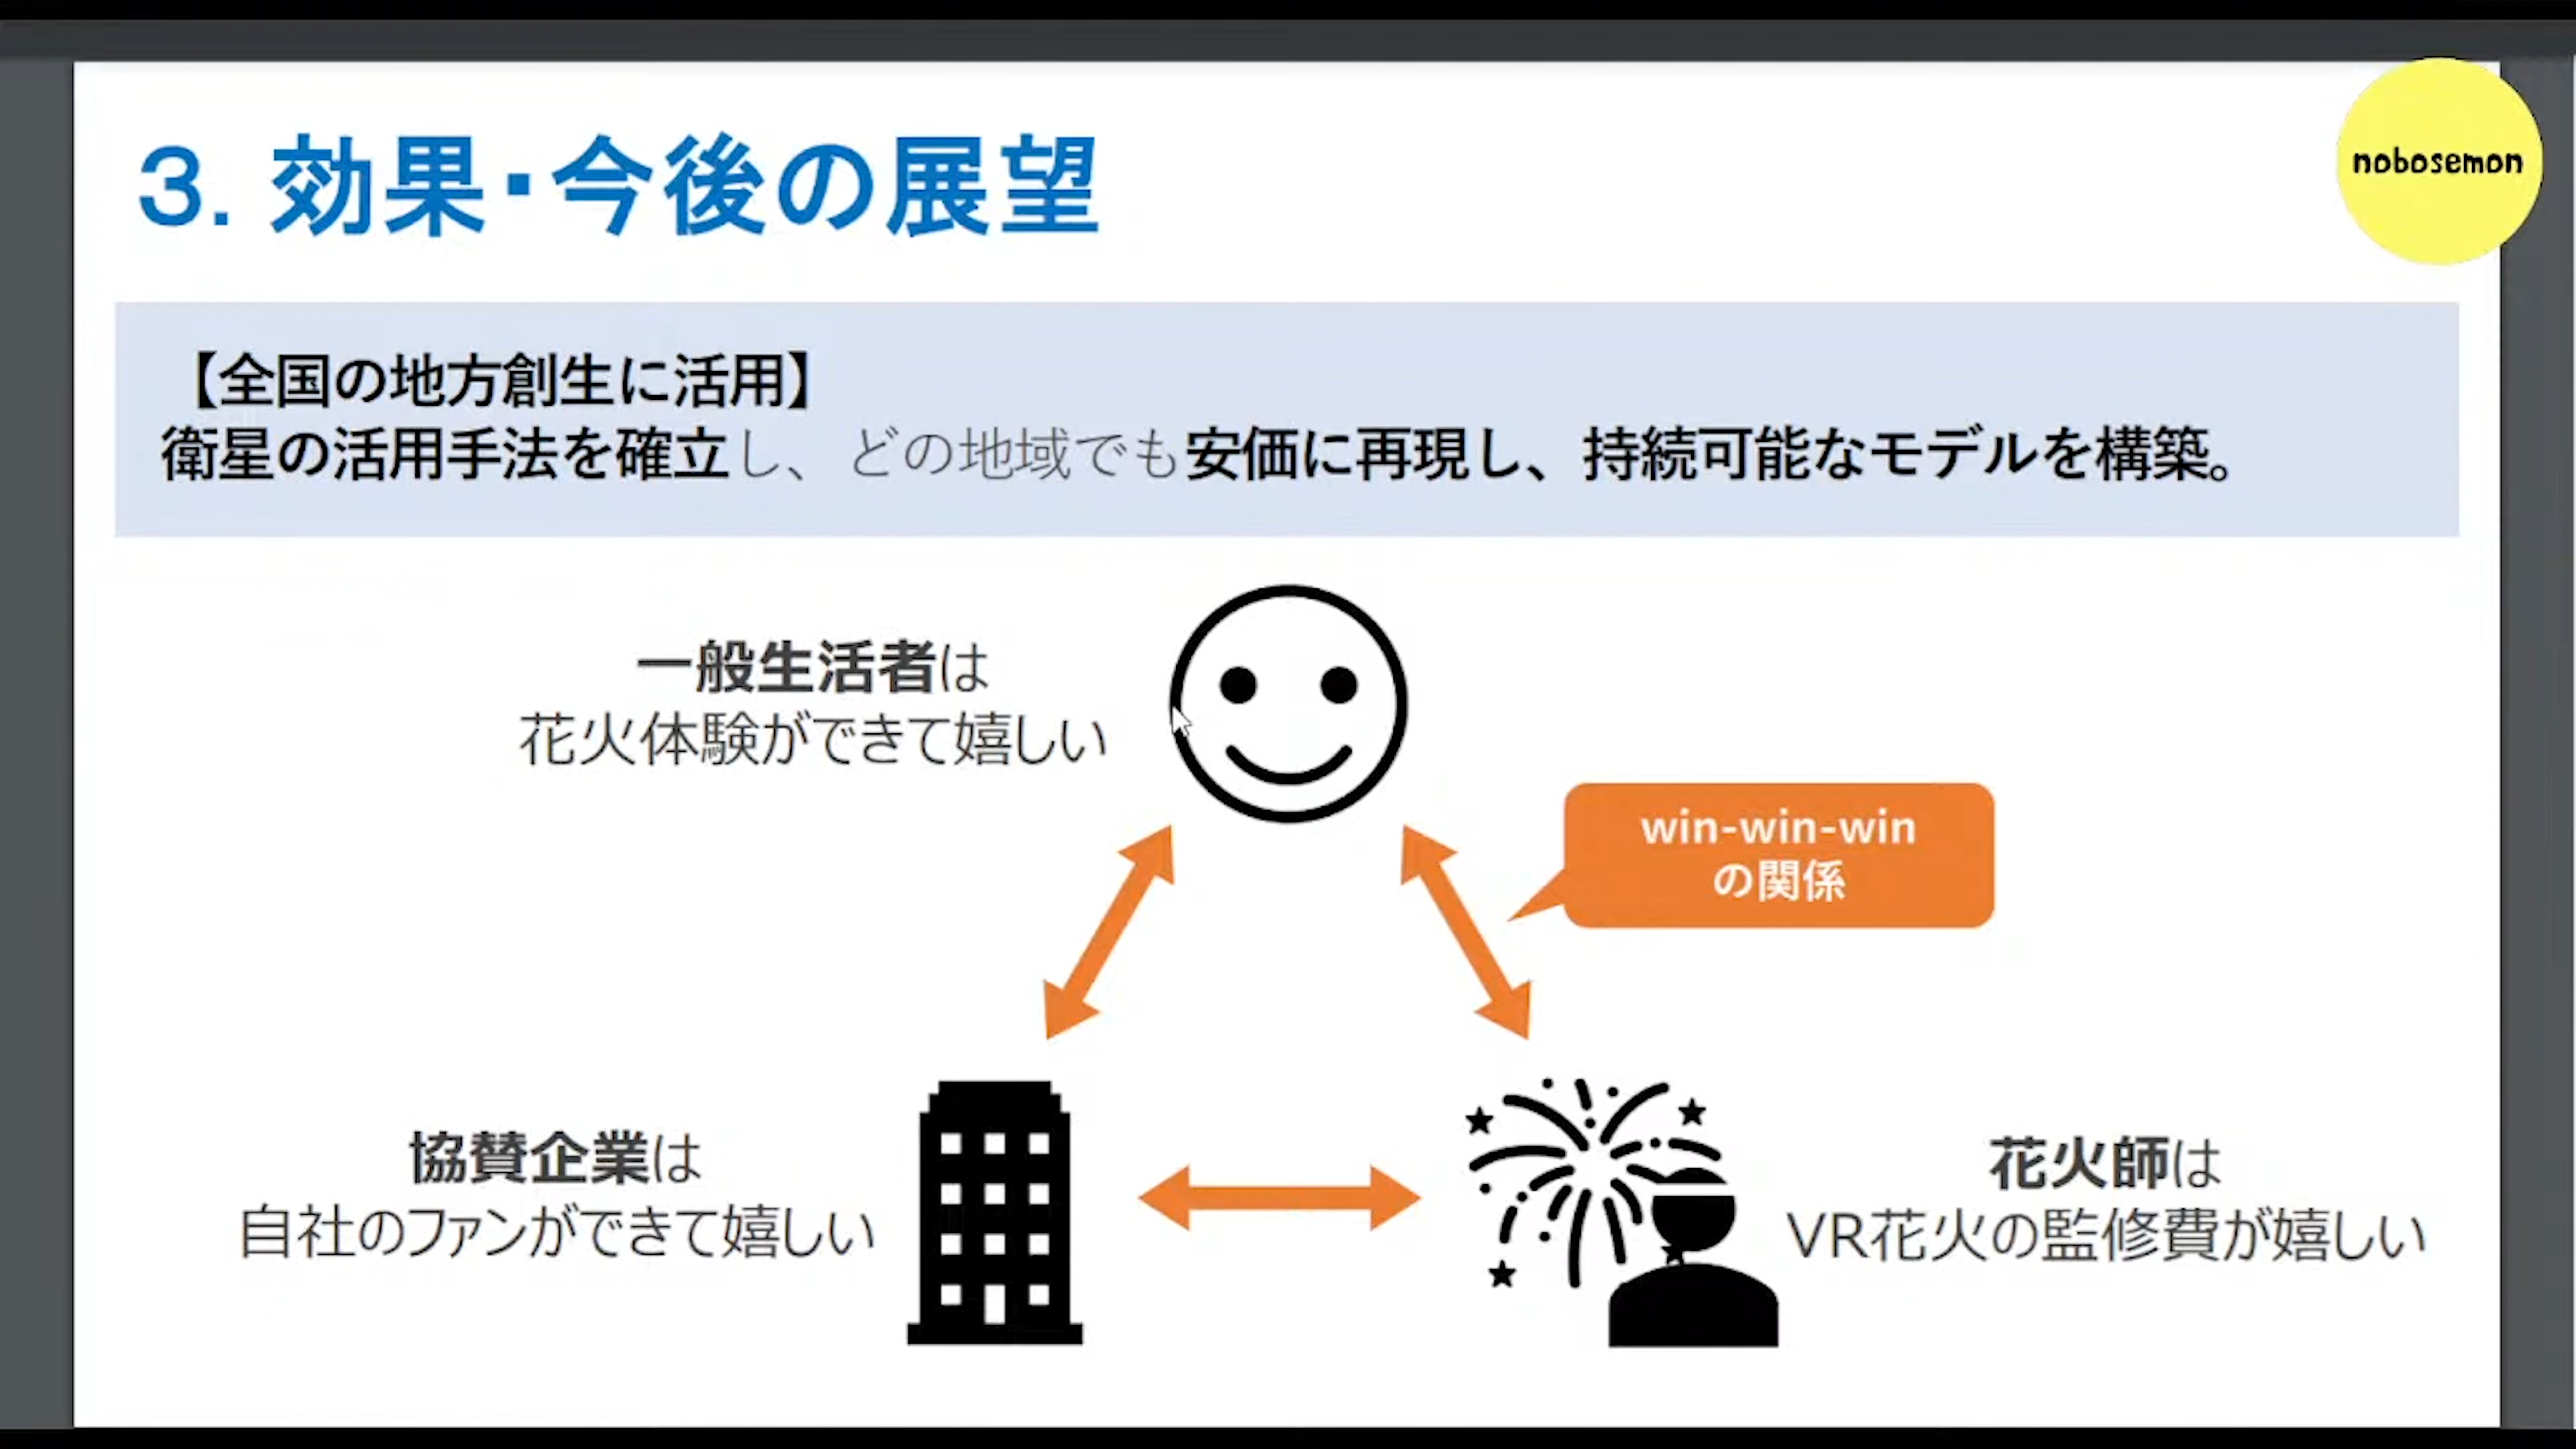 3. 効果・今後の展望
nobosemon
【全国の地方創生に活用】
衛星の活用手法を確立し、どの地域でも安価に再現し、持続可能なモデルを構築。
一般生活者は
花火体験ができて嬉しい
win-win-win
の関係
協賛企業は
自社のファンができて嬉しい
花火師は
VR花火の監修費が嬉しい